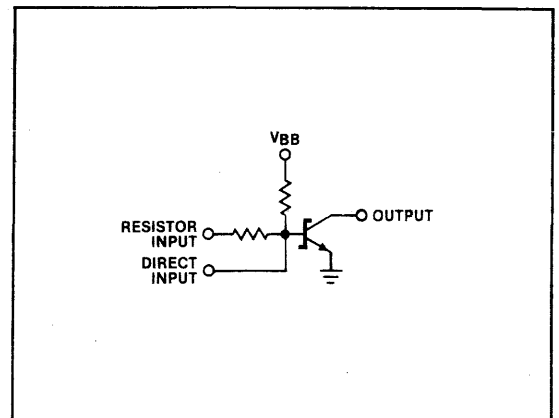 VBB
RESISTOR
INPUT
OUTPUT
DIRECT
INPUT